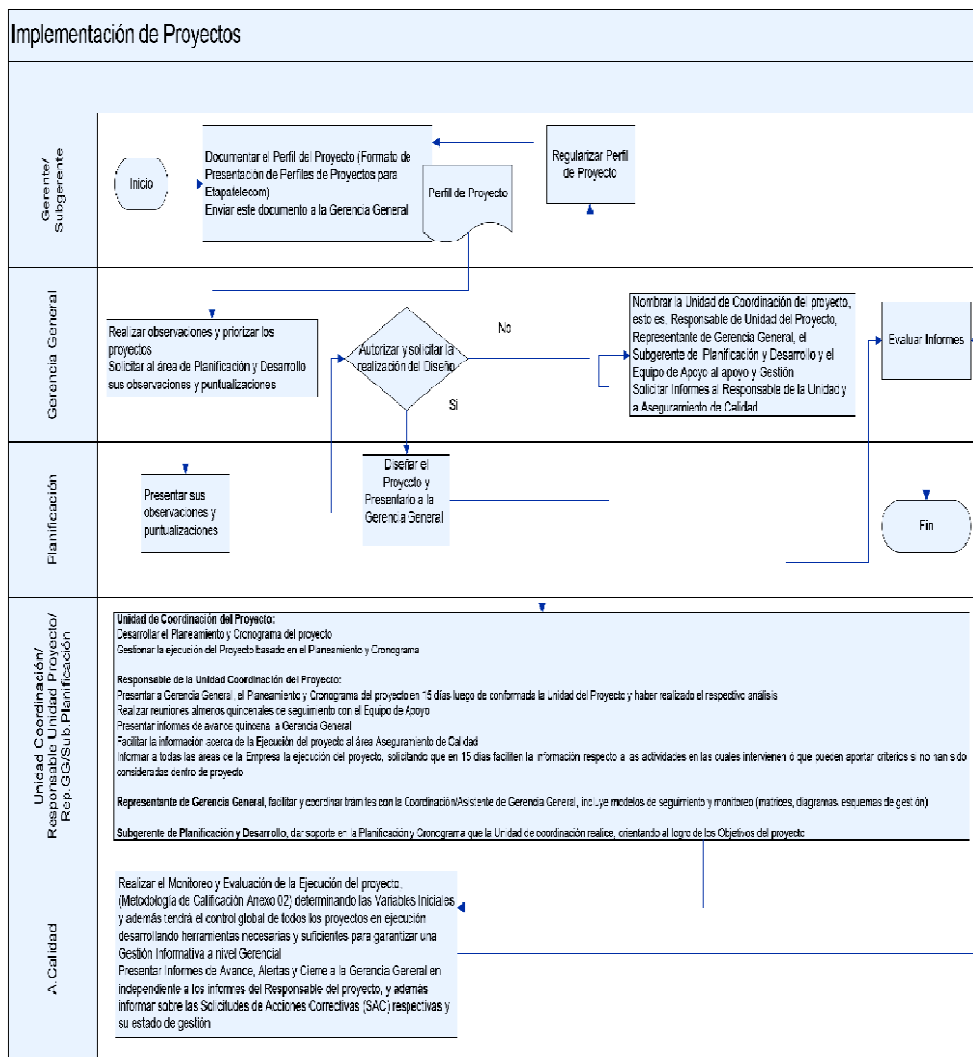 Implementación de Proyectos
Gerente/
Subgerente
Inicio
Documentar el Perfil del Proyecto (Formato de
Presentación de Perfiles de Proyectos para
Etapatelecom)
Enviar este documento a la Gerencia General
Perfil de Proyecto
Regularizar Perfil
de Proyecto
Gerencia General
Realizar observaciones y priorizar los
proyectos
Solicitar al área de Planificación y Desarrollo
sus observaciones y puntualizaciones
Autorizar y solicitar la
realización del Diseño
No
Si
Nombrar la Unidad de Coordinación del proyecto,
esto es, Responsable de Unidad del Proyecto,
Representante de Gerencia General, el
Subgerente de Planificación y Desarrollo y el
Equipo de Apoyo al apoyo y Gestión
Solicitar Informes al Responsable de la Unidad y
a Aseguramiento de Calidad
Evaluar Informes
Planificación
Presentar sus
observaciones y
puntualizaciones
Diseñar el
Proyecto y
Presentarlo a la
Gerencia General
Fin
Unidad Coordinación/
Responsable Unidad Proyecto/
Rep.GG/Sub.Planificación
Unidad de Coordinación del Proyecto:
Desarrollar el Planeamiento y Cronograma del proyecto
Gestionar la ejecución del Proyecto basado en el Planeamiento y Cronograma
Responsable de la Unidad Coordinación del Proyecto:
Presentar a Gerencia General, el Planeamiento y Cronograma del proyecto en 15 días luego de conformada la Unidad del Proyecto y haber realizado el respectivo análisis
Realizar reuniones almenos quincenales de seguimiento con el Equipo de Apoyo
Presentar informes de avance quincena a Gerencia General
Facilitar la información acerca de la Ejecución del proyecto al área Aseguramiento de Calidad
Informar a todas las areas de la Empresa la ejecución del proyecto, solicitando que en 15 días faciliten la información respecto a las actividades en las cuales intervienen ó que pueden aportar criterios si no han sido
consideradas dentro de proyecto
Representante de Gerencia General, facilitar y coordinar tramites con la Coordinación/Asistente de Gerencia General, incluye modelos de seguimiento y monitoreo (matrices, diagramas, esquemas de gestión)
Subgerente de Planificación y Desarrollo, dar soporte en la Planificación y Cronograma que la Unidad de coordinación realice, orientando al logro de los Objetivos del proyecto
A.Calidad
Realizar el Monitoreo y Evaluación de la Ejecución del proyecto,
(Metodología de Calificación Anexo 02) determinando las Variables Iniciales
y además tendrá el control global de todos los proyectos en ejecución
desarrollando herramientas necesarias y suficientes para garantizar una
Gestión Informativa a nivel Gerencial
Presentar Informes de Avance, Alertas y Cierre a la Gerencia General en
independiente a los informes del Responsable del proyecto, y además
informar sobre las Solicitudes de Acciones Correctivas (SAC) respectivas y
su estado de gestión